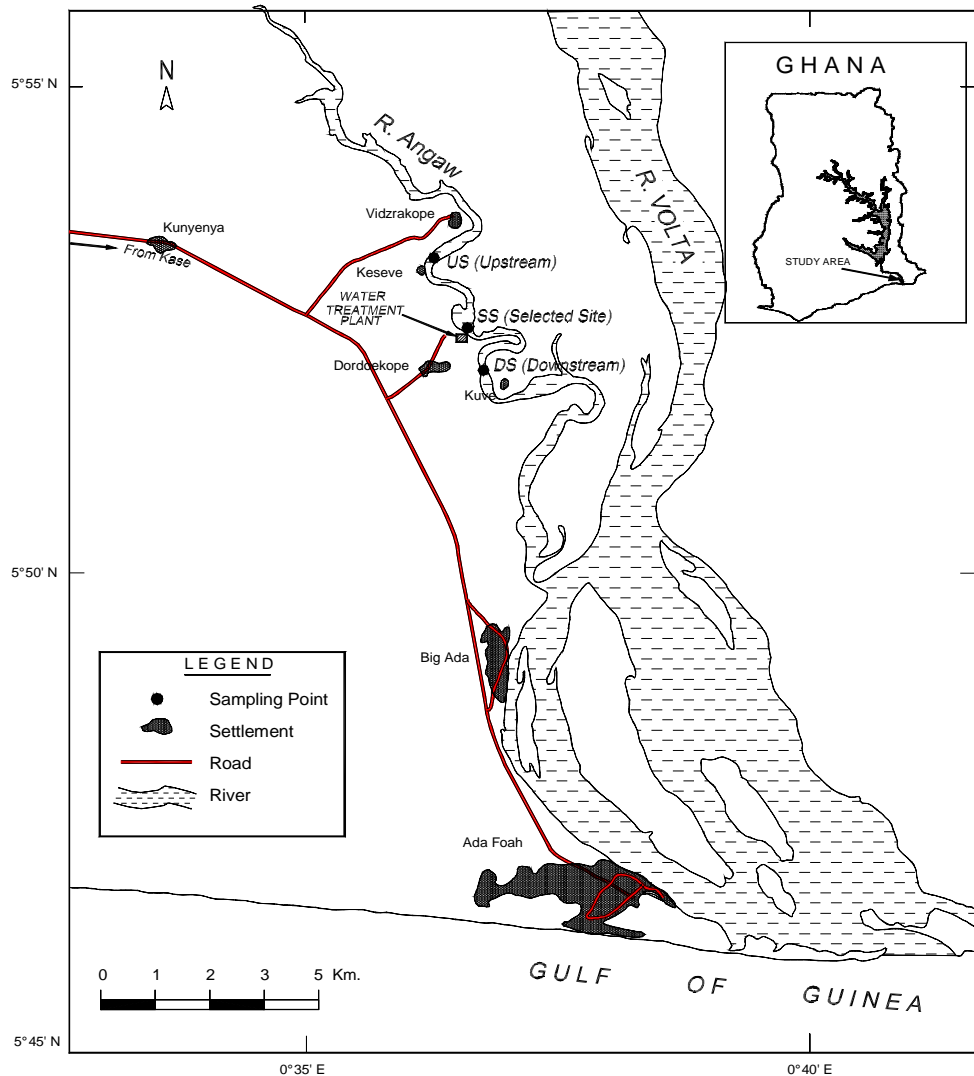 GHANA
STUDY AREA
5°55' N
N
R. Angaw
R. VOLTA
Vidzrakope
Kunyenya
From Kase
Keseve
US (Upstream)
WATER
TREATMENT
PLANT
SS (Selected Site)
Dordoekope
DS (Downstream)
Kuve
5°50' N
Big Ada
LEGEND
Sampling Point
Settlement
Road
River
Ada Foah
0 1 2 3 5 Km.
GULF OF GUINEA
5°45' N
0°35' E
0°40' E